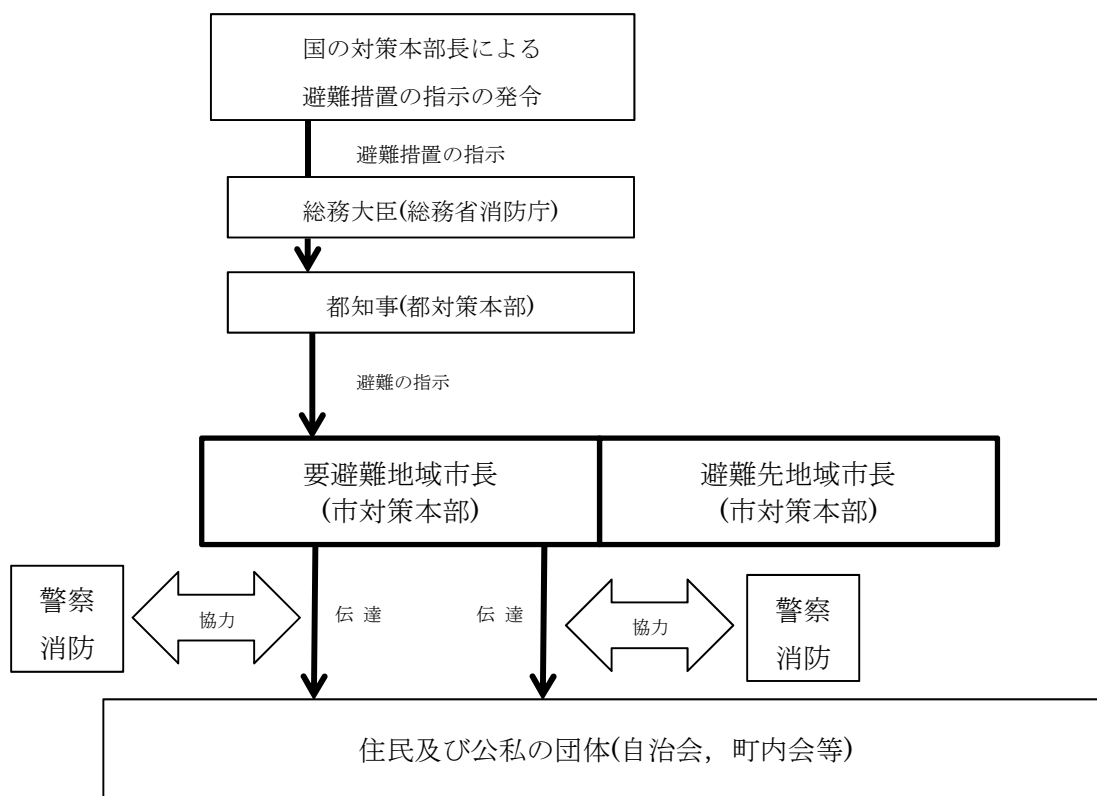 国の対策本部長による
避難措置の指示の発令
避難措置の指示
総務大臣(総務省消防庁)
都知事(都対策本部)
避難の指示
要避難地域市長
(市対策本部)
避難先地域市長
(市対策本部)
警察
消防
協力
伝 達
伝 達
協力
警察
消防
住民及び公私の団体(自治会，町内会等)